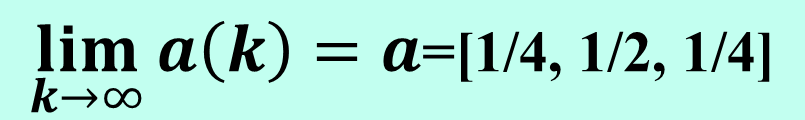 lim a(k) = a=[1/4, 1/2, 1/4]
k→∞